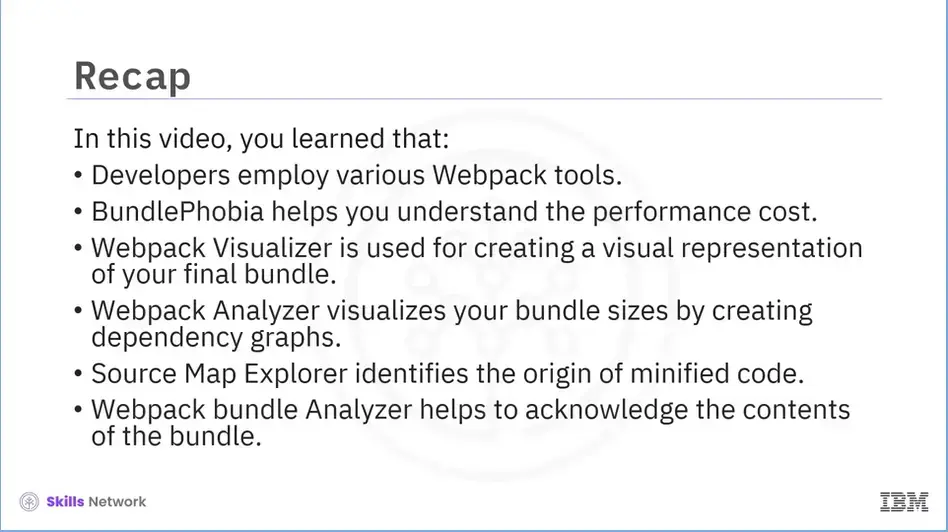 Recap
In this video, you learned that:
• Developers employ various Webpack tools.
• BundlePhobia helps you understand the performance cost.
• Webpack Visualizer is used for creating a visual representation
of your final bundle.
• Webpack Analyzer visualizes your bundle sizes by creating
dependency graphs.
• Source Map Explorer identifies the origin of minified code.
• Webpack bundle Analyzer helps to acknowledge the contents
of the bundle.
Skills Network
IBM